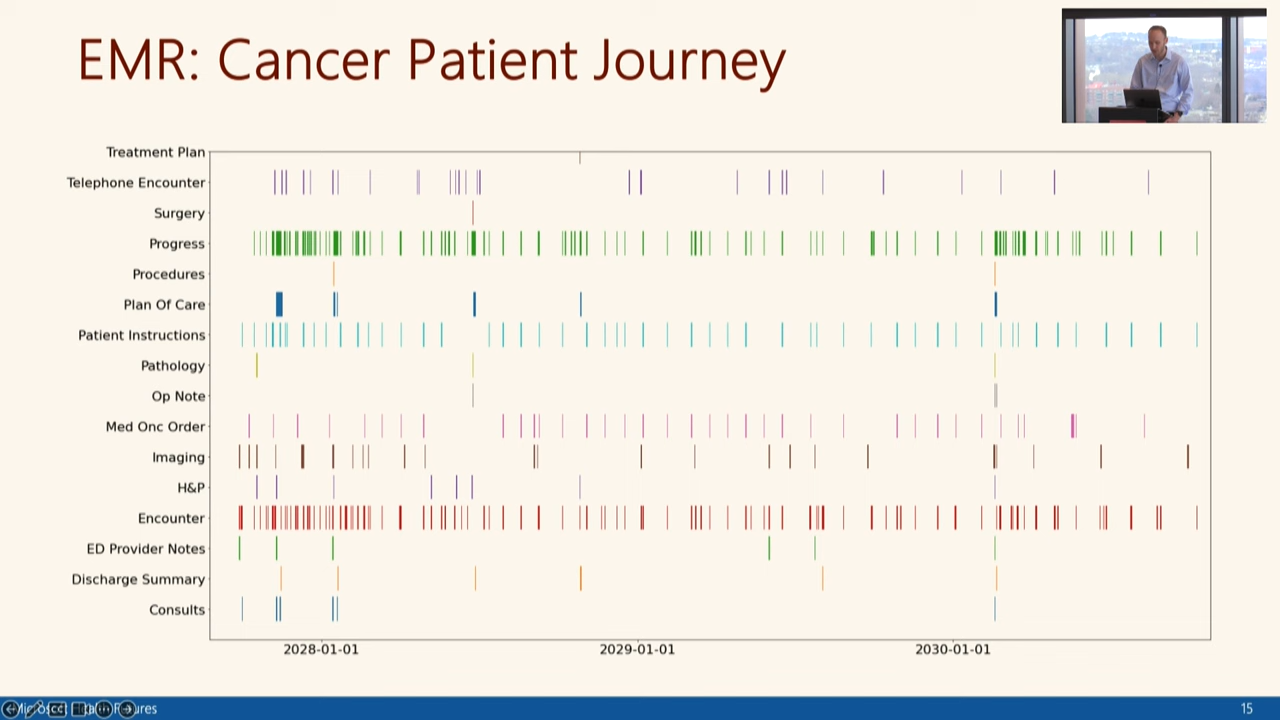 EMR: Cancer Patient Journey
Treatment Plan
Telephone Encounter
Surgery
Progress
Procedures
Plan Of Care
Patient Instructions
Pathology
Op Note
Med Onc Order
Imaging
H&P
Encounter
ED Provider Notes
Discharge Summary
Consults
2028-01-01 2029-01-01 2030-01-01
15